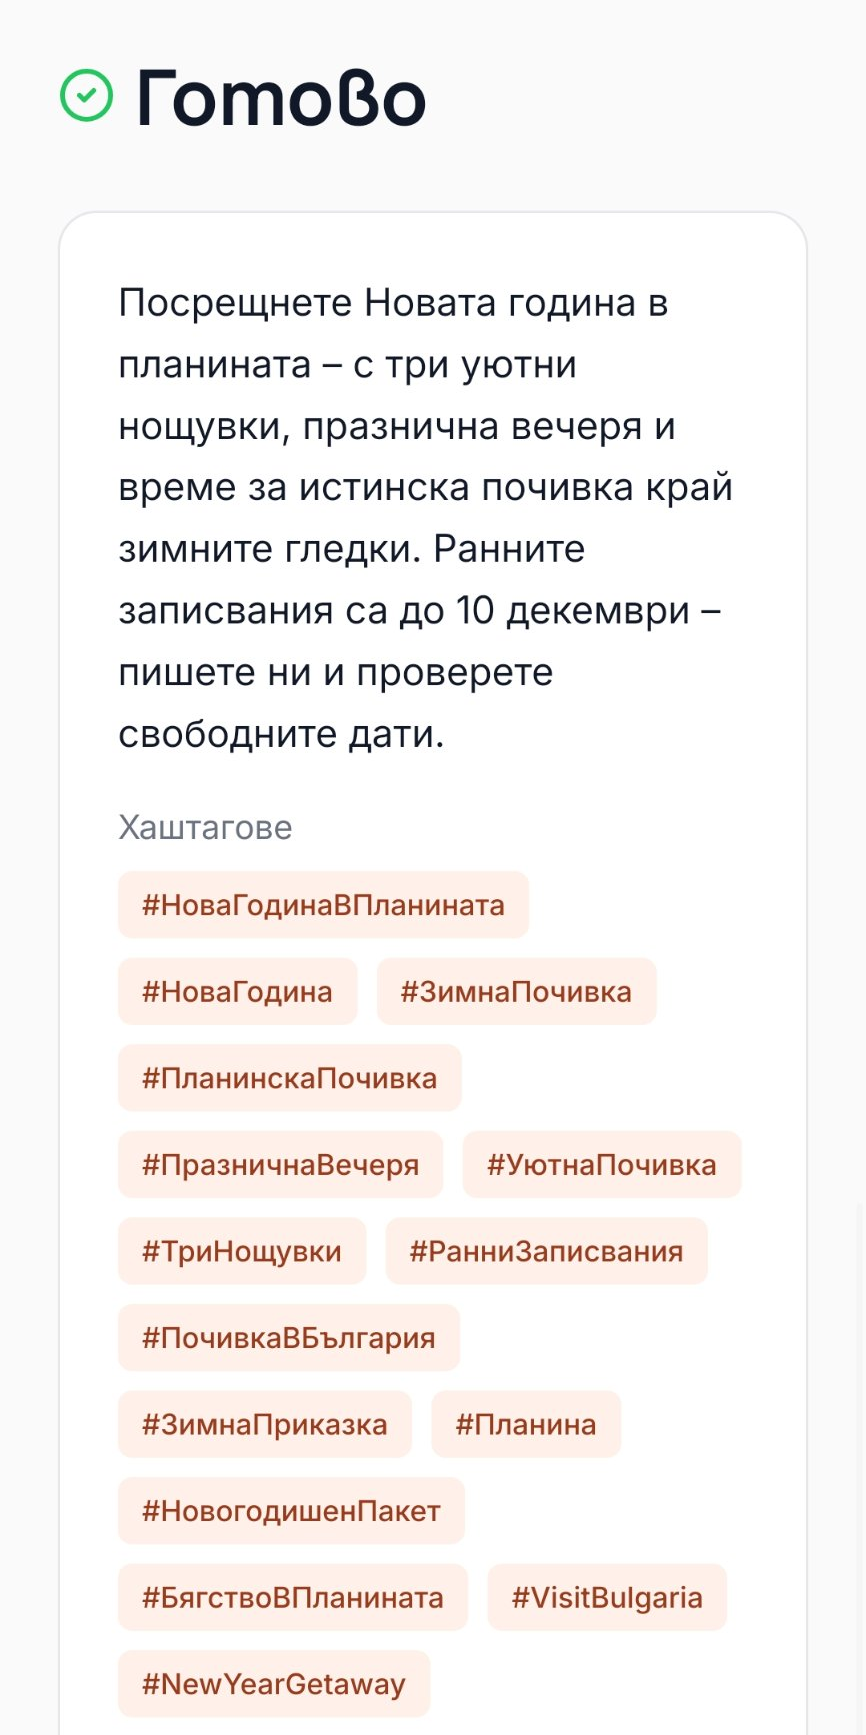 Готово
Посрещнете Новата година в
планината – с три уютни
нощувки, празнична вечеря и
време за истинска почивка край
зимните гледки. Ранните
записвания са до 10 декември –
пишете ни и проверете
свободните дати.
Хаштагове
#НоваГодинаВПланината
#НоваГодина #ЗимнаПочивка
#ПланинскаПочивка
#ПразничнаВечеря #УютнаПочивка
#ТриНощувки #РанниЗаписвания
#ПочивкаВБългария
#ЗимнаПриказка #Планина
#НовогодишенПакет
#БягствоВПланината #VisitBulgaria
#NewYearGetaway